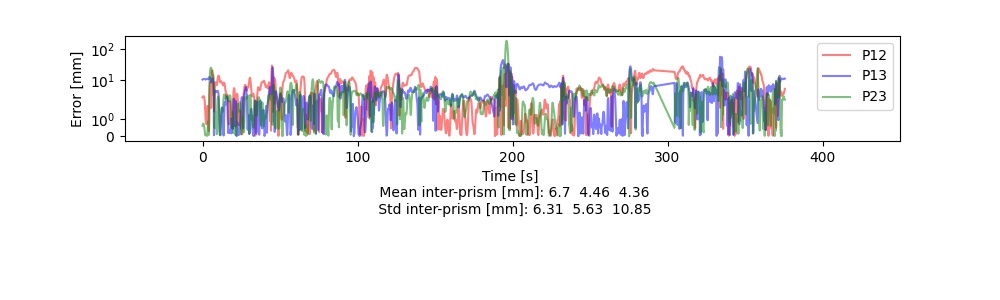 10²
10¹
10⁰
0
Error [mm]
P12
P13
P23
0 100 200 300 400
Time [s]
Mean inter-prism [mm]: 6.7 4.46 4.36
Std inter-prism [mm]: 6.31 5.63 10.85